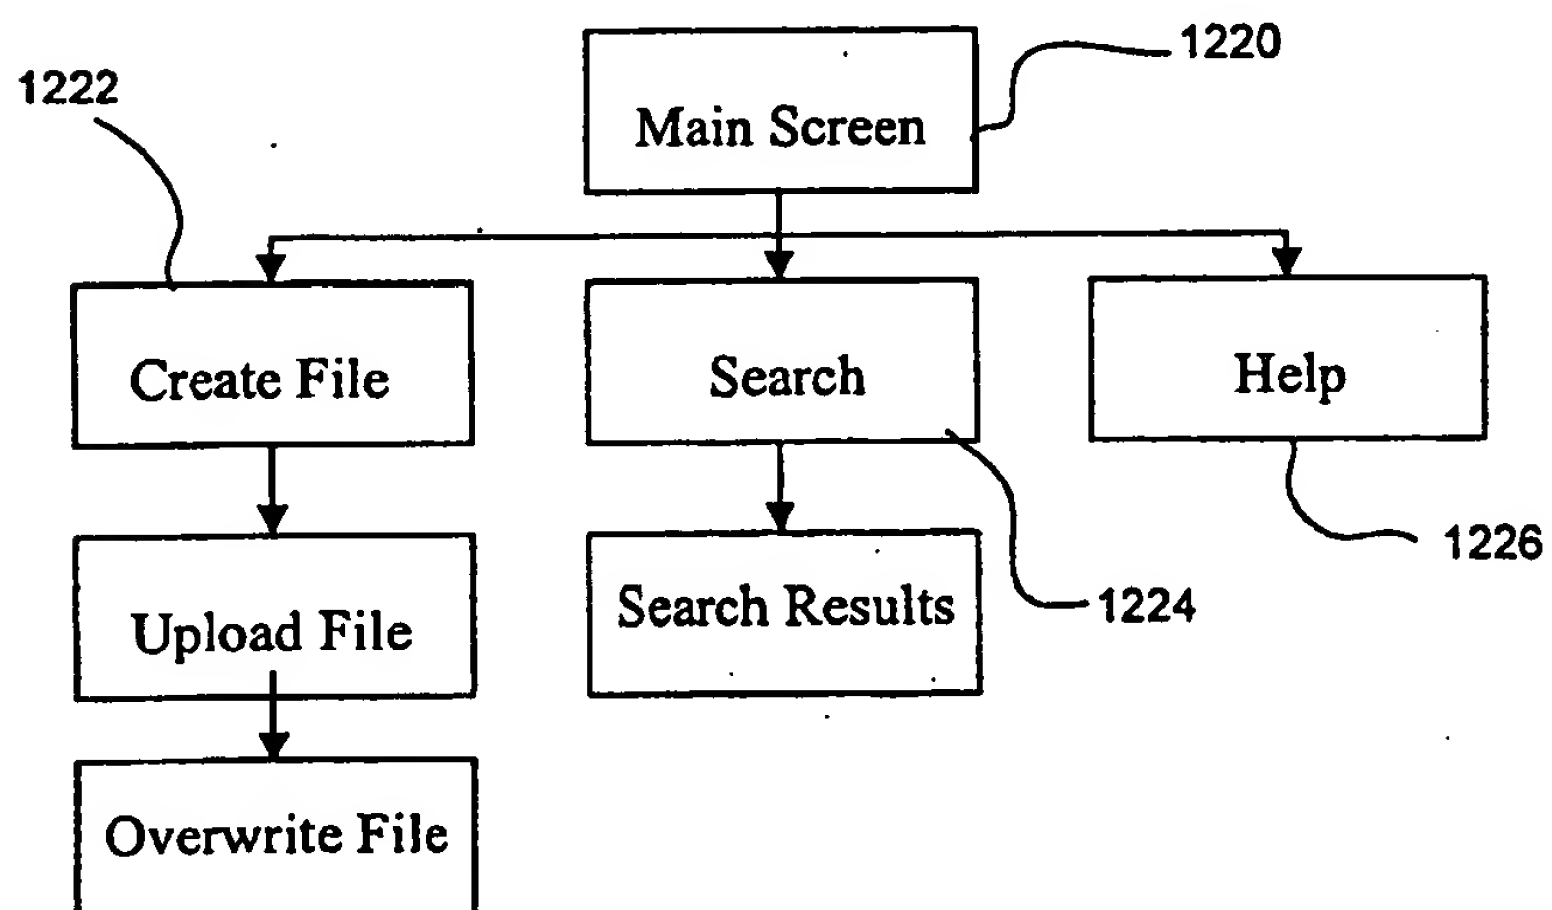 1220
1222
Main Screen
Create File
Search
Help
1226
Upload File
Search Results
1224
Overwrite File